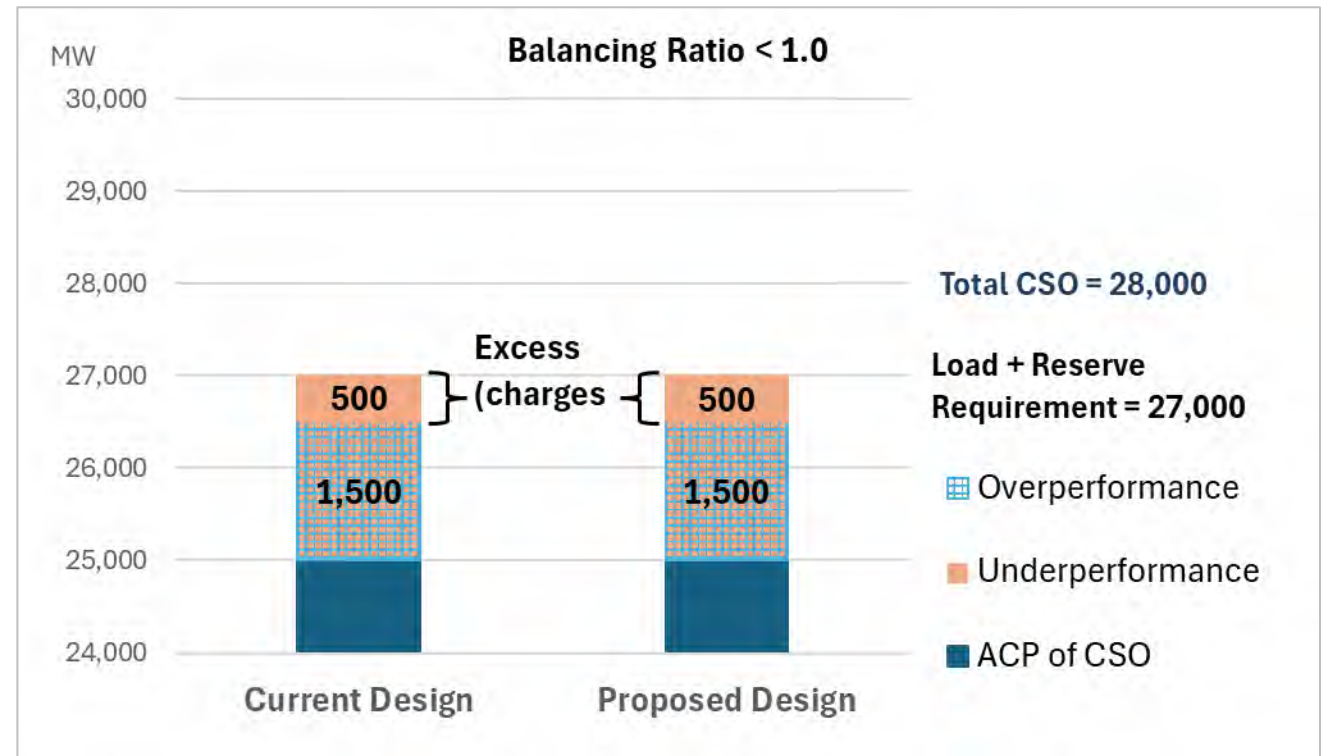 MW
Balancing Ratio < 1.0
30,000
29,000
28,000
27,000
26,000
25,000
24,000
Excess
(charges
500
500
1,500
1,500
Current Design
Proposed Design
Total CSO = 28,000
Load + Reserve
Requirement = 27,000
Overperformance
Underperformance
ACP of CSO